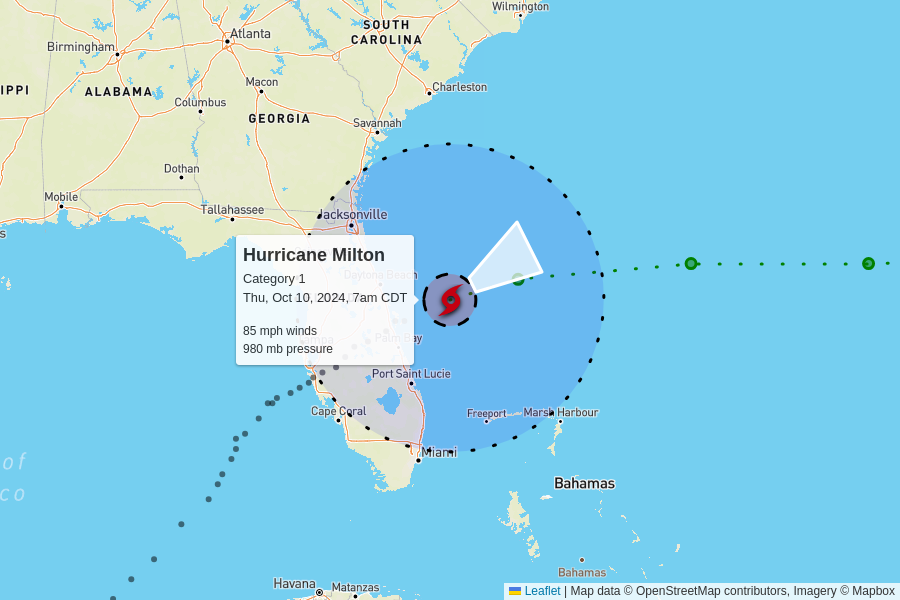 Wilmington
SOUTH
CAROLINA
Atlanta
Birmingham
Macon
IPPI
ALABAMA
Charleston
Columbus
GEORGIA
Savannah
Dothan
Mobile
Tallahassee
Jacksonville
s
Hurricane Milton
Category 1
Thu, Oct 10, 2024, 7am CDT
85 mph winds
980 mb pressure
Daytona Beach
Palm Bay
Port Saint Lucie
Cape Coral
Freeport
Marsh Harbour
Miami
of
co
Bahamas
Bahamas
Havana
Matanzas
Leaflet | Map data © OpenStreetMap contributors, Imagery © Mapbox